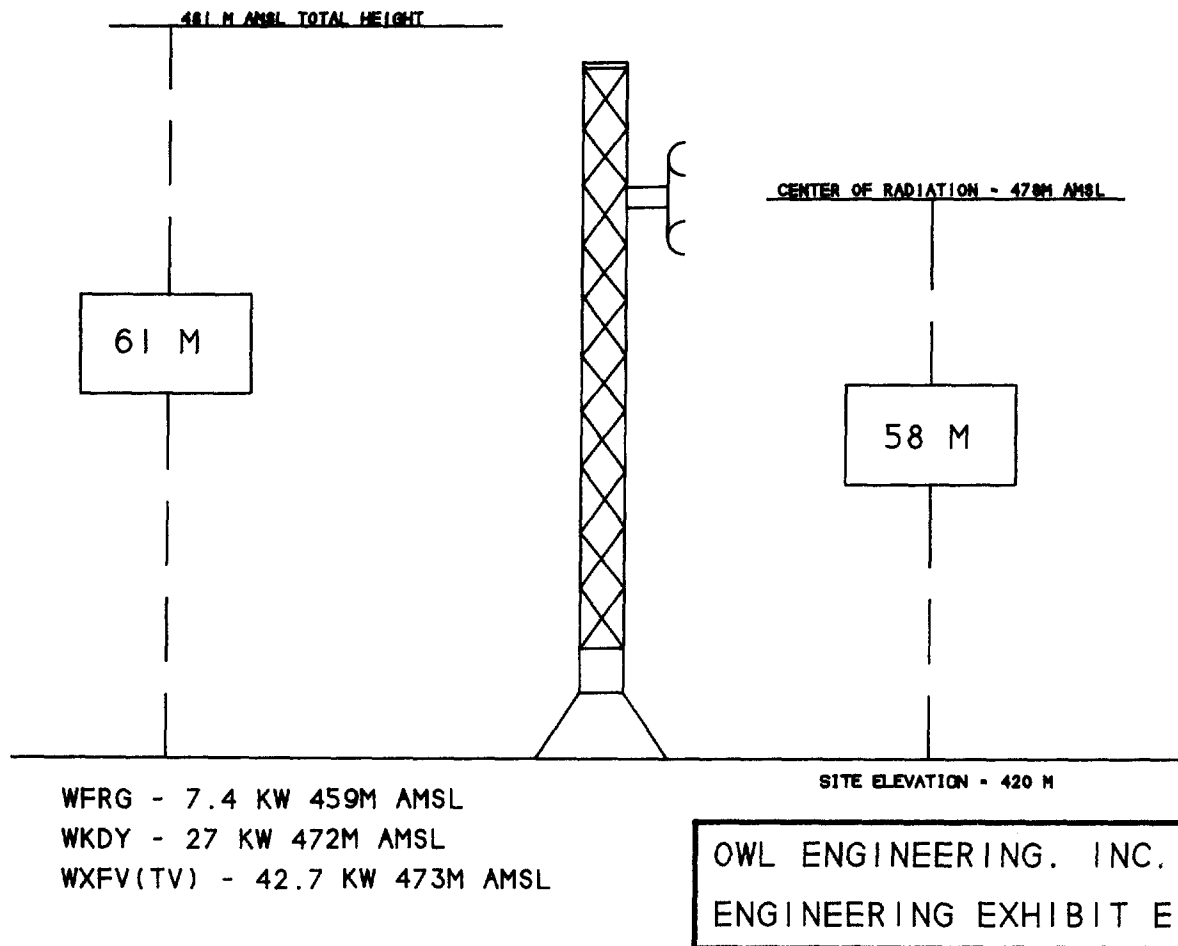 481 M AMSL TOTAL HEIGHT
CENTER OF RADIATION - 478M AMSL
61 M
58 M
SITE ELEVATION - 420 M
WFRG - 7.4 KW 459M AMSL
WKDY - 27 KW 472M AMSL
WXFV(TV) - 42.7 KW 473M AMSL
OWL ENGINEERING. INC.
ENGINEERING EXHIBIT E